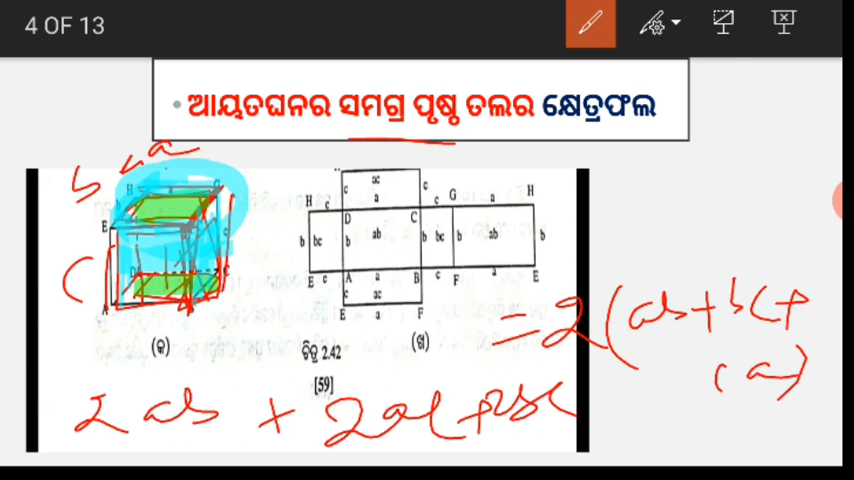 4 OF 13
• ଆୟତଘନର ସମଗ୍ର ପୃଷ୍ଠ ତଳର କ୍ଷେତ୍ରଫଳ
b a
H G
E
C
D C
A
ac
c a c
H c D C c G a H
b bc b ab b bc b ab b
E c A a B c F a E
c ac
E a F
(କ) ଚିତ୍ର 2.42 (ଖ)
[59]
= 2(ab + bc +
ca)
2ab + 2ac + 2bc